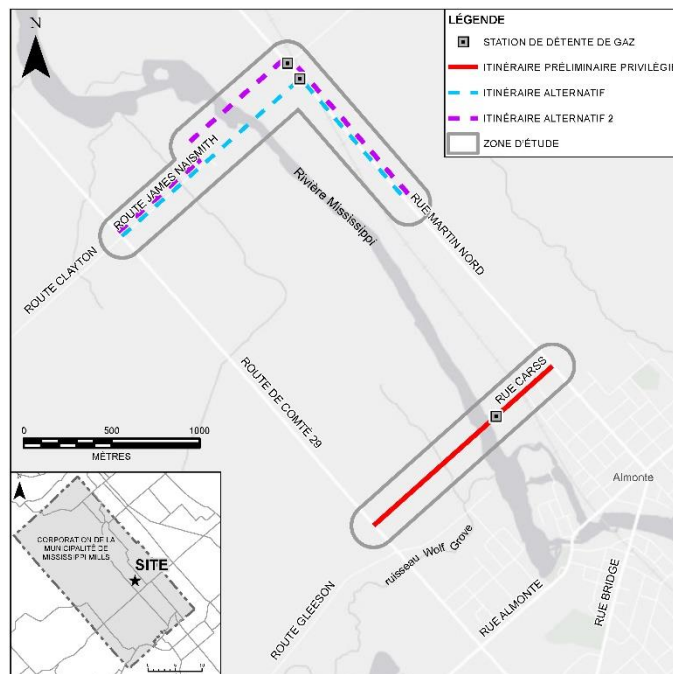 N
LÉGENDE
STATION DE DÉTENTE DE GAZ
ITINÉRAIRE PRÉLIMINAIRE PRIVILÉGIÉ
ITINÉRAIRE ALTERNATIF
ITINÉRAIRE ALTERNATIF 2
ZONE D'ÉTUDE
ROUTE JAMES NAISMITH
ROUTE CLAYTON
Rivière Mississippi
RUE MARTIN NORD
ROUTE DE COMTÉ 29
RUE CARSS
0 500 1000
MÈTRES
Almonte
ruisseau Wolf Grove
ROUTE GLEESON
RUE ALMONTE
RUE BRIDGE
CORPORATION DE LA
MUNICIPALITÉ DE
MISSISSIPPI MILLS
SITE